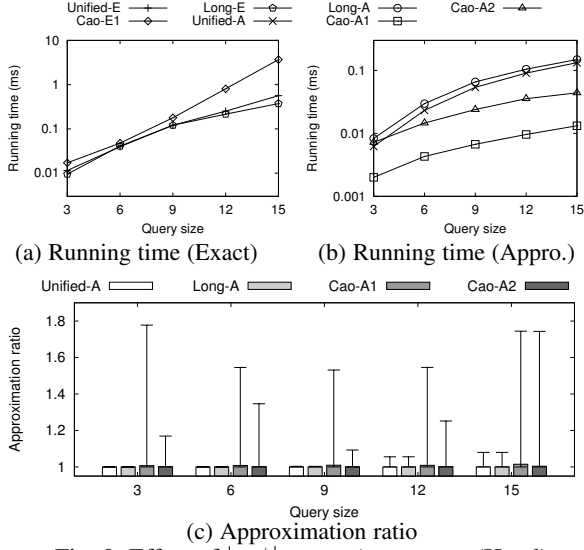 Unified-E Long-E Long-A Cao-A2
Cao-E1 Unified-A Cao-A1
Running time (ms)
10
1
0.1
0.01
3 6 9 12 15
Query size
Running time (ms)
0.1
0.01
0.001
3 6 9 12 15
Query size
(a) Running time (Exact)
(b) Running time (Appro.)
Unified-A Long-A Cao-A1 Cao-A2
Approximation ratio
1.8
1.6
1.4
1.2
1
3 6 9 12 15
Query size
(c) Approximation ratio